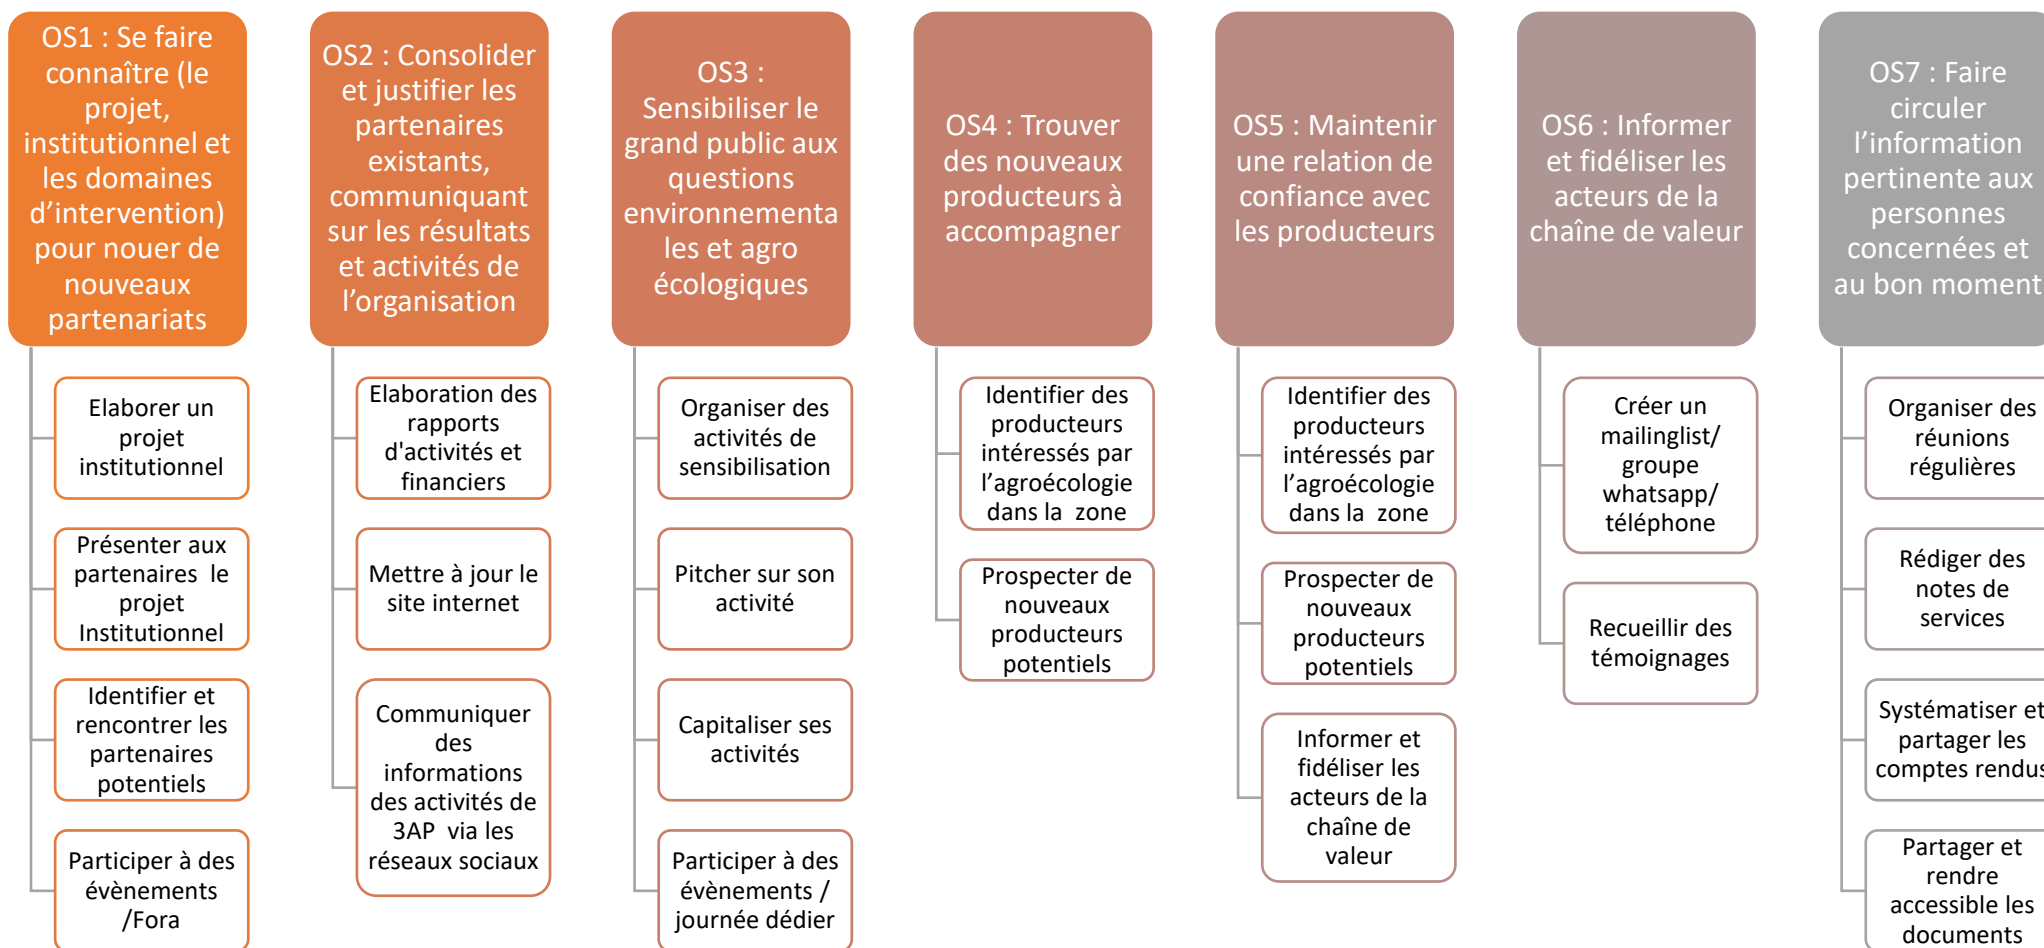 OS1 : Se faire
connaître (le
projet,
institutionnel et
les domaines
d’intervention)
pour nouer de
nouveaux
partenariats
Elaborer un
projet
institutionnel
Présenter aux
partenaires le
projet
Institutionnel
Identifier et
rencontrer les
partenaires
potentiels
Participer à des
évènements
/Fora
OS2 : Consolider
et justifier les
partenaires
existants,
communiquant
sur les résultats
et activités de
l’organisation
Elaboration des
rapports
d'activités et
financiers
Mettre à jour le
site internet
Communiquer
des
informations
des activités de
3AP via les
réseaux sociaux
OS3 :
Sensibiliser le
grand public aux
questions
environnementa
les et agro
écologiques
Organiser des
activités de
sensibilisation
Pitcher sur son
activité
Capitaliser ses
activités
Participer à des
évènements /
journée dédier
OS4 : Trouver
des nouveaux
producteurs à
accompagner
Identifier des
producteurs
intéressés par
l’agroécologie
dans la zone
Prospecter de
nouveaux
producteurs
potentiels
OS5 : Maintenir
une relation de
confiance avec
les producteurs
Identifier des
producteurs
intéressés par
l’agroécologie
dans la zone
Prospecter de
nouveaux
producteurs
potentiels
Informer et
fidéliser les
acteurs de la
chaîne de
valeur
OS6 : Informer
et fidéliser les
acteurs de la
chaîne de valeur
Créer un
mailinglist/
groupe
whatsapp/
téléphone
Recueillir des
témoignages
OS7 : Faire
circuler
l’information
pertinente aux
personnes
concernées et
au bon moment
Organiser des
réunions
régulières
Rédiger des
notes de
services
Systématiser et
partager les
comptes rendus
Partager et
rendre
accessible les
documents